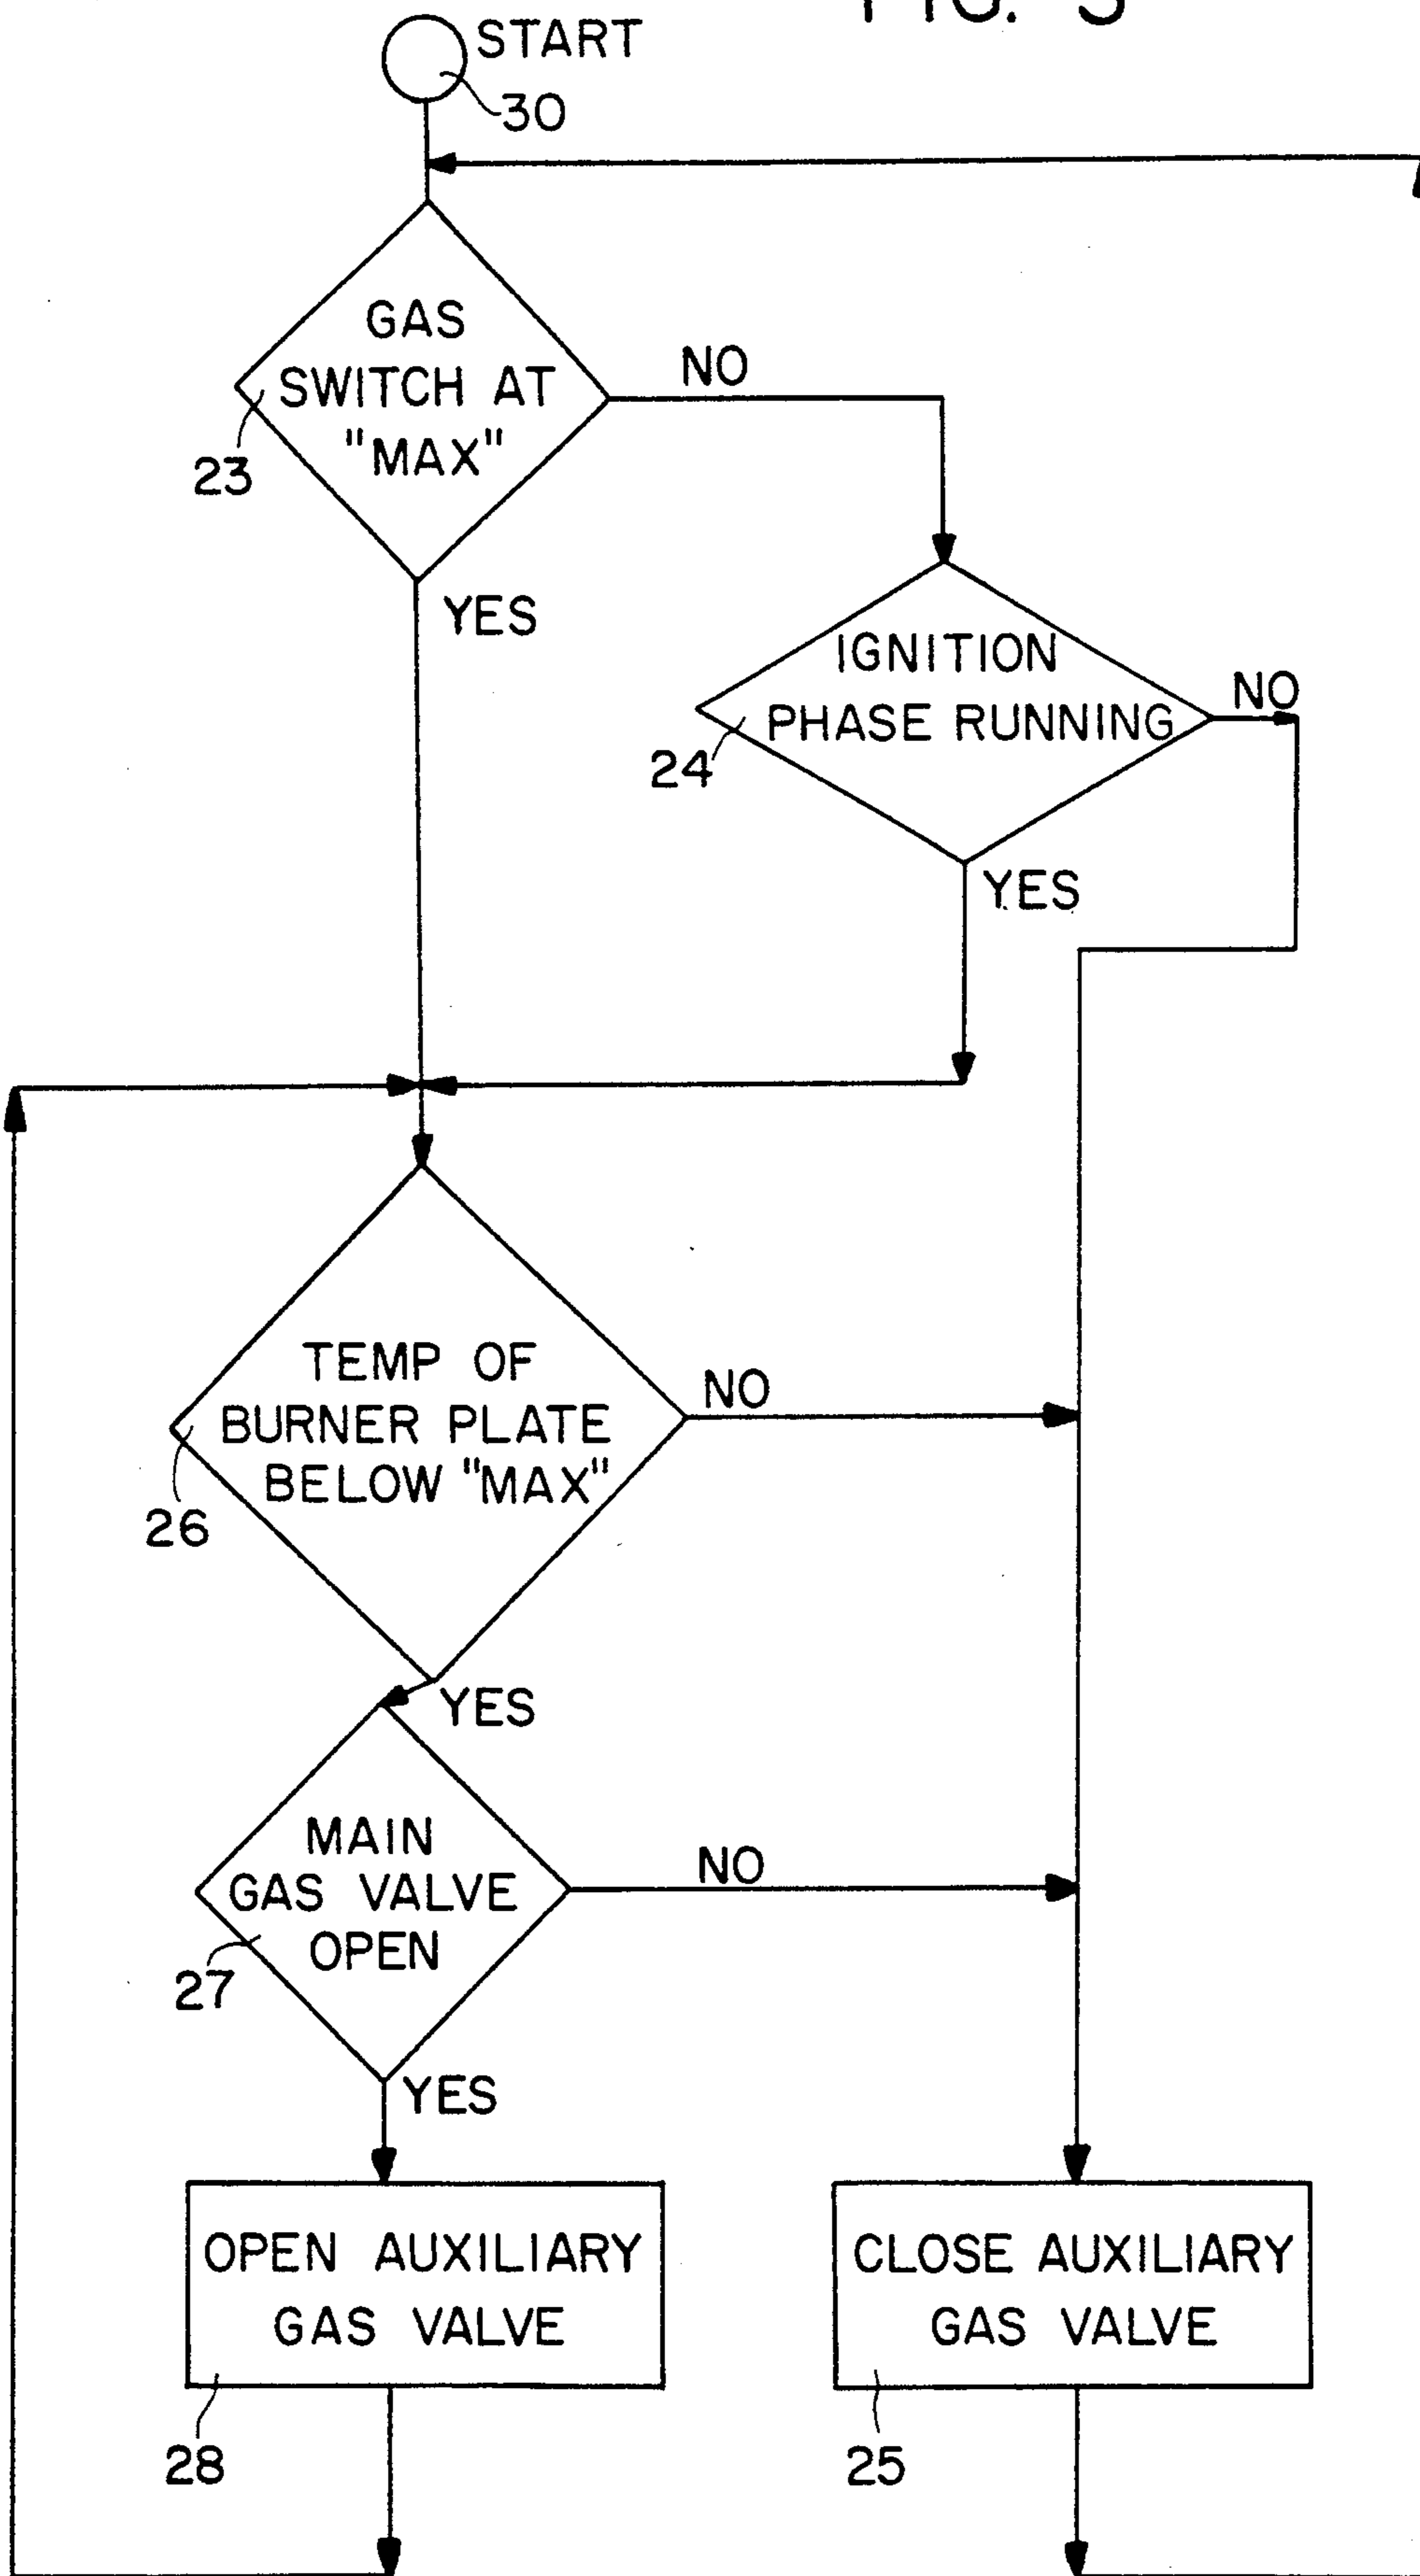 FIG. 3
START
30
GAS
SWITCH AT
"MAX"
NO
23
YES
IGNITION
PHASE RUNNING
NO
24
YES
TEMP OF
BURNER PLATE
BELOW "MAX"
NO
26
YES
MAIN
GAS VALVE
OPEN
NO
27
YES
OPEN AUXILIARY
GAS VALVE
28
CLOSE AUXILIARY
GAS VALVE
25